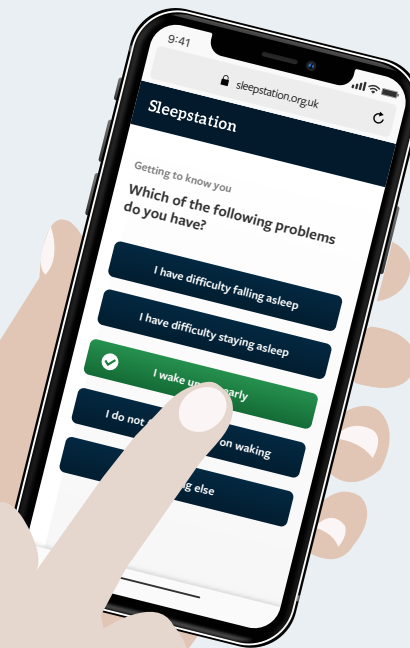 9:41
sleepstation.org.uk
Sleepstation
Getting to know you
Which of the following problems
do you have?
I have difficulty falling asleep
I have difficulty staying asleep
I wake early
I do not on waking
else